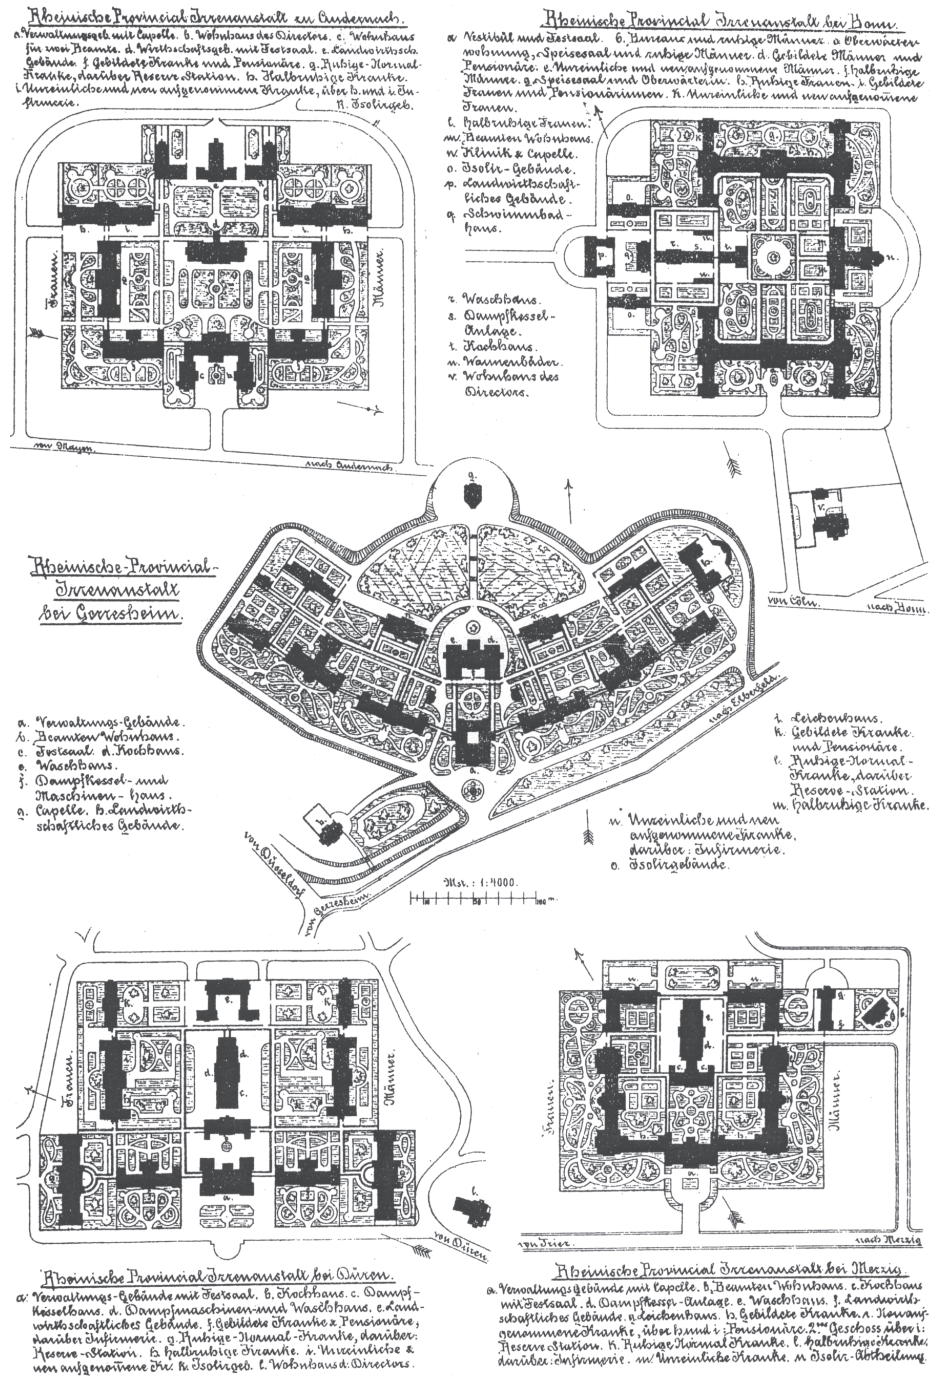 Rheinische Provincial Irrenanstalt zu Andernach.
a. Verwaltungsgeb. mit Capelle. b. Wohnhaus des Directors. c. Wohnhaus
für zwei Beamte. d. Wirthschaftsgeb. mit Festsaal. e. Landwirthsch.
Gebäude. f. Gebildete Kranke und Pensionäre. g. Ruhige-Normal-
Kranke, darüber Reserve-Station. h. Halbruhige Kranke.
i. Unreinliche und neu aufgenommene Kranke, über h. und i. In-
firmerie. k. Isolirgeb.
Frauen.
Männer.
von Mayen.
nach Andernach.
Rheinische Provincial Irrenanstalt bei Bonn.
a. Vestibül und Festsaal. b. Bureaus und ruhige Männer. c. Oberwärter-
wohnung, Speisesaal und ruhige Männer. d. Gebildete Männer und
Pensionäre. e. Unreinliche und neu aufgenommene Männer. f. halbruhige
Männer. g. Speisesaal und Oberwärterin. h. Ruhige Frauen. i. Gebildete
Frauen und Pensionärinnen. k. Unreinliche und neu aufgenom̄ene
Frauen.
l. halbruhige Frauen.
m. Beamten Wohnhaus.
n. Klinik & Capelle.
o. Isolir-Gebäude.
p. Landwirthschaft-
liches Gebäude.
q. Schwimmbad-
haus.
r. Waschhaus.
s. Dampfkessel-
Anlage.
t. Kochhaus.
u. Wannenbäder.
v. Wohnhaus des
Directors.
von Cöln.
nach Bonn.
Rheinische-Provincial-
Irrenanstalt
bei Gerresheim.
a. Verwaltungs-Gebäude.
b. Beamten Wohnhaus.
c. Festsaal. d. Kochhaus.
e. Waschhaus.
f. Dampfkessel- und
Maschinen-haus.
g. Capelle. h. Landwirth-
schaftliches Gebäude.
i. Leichenhaus.
k. Gebildete Kranke
und Pensionäre.
l. Ruhige-Normal-
Kranke, darüber
Reserve-Station.
m. halbruhige Kranke.
n. Unreinliche und neu
aufgenommene Kranke,
darüber: Infirmerie.
o. Isolirgebäude.
nach Elberfeld.
von Düsseldorf
von Gerresheim.
Mst.: 1:4000.
Frauen.
Männer.
von Düren
Rheinische Provincial Irrenanstalt bei Düren.
a. Verwaltungs-Gebäude mit Festsaal. b. Kochhaus. c. Dampf-
kesselhaus. d. Dampfmaschinen-und Waschhaus. e. Land-
wirthschaftliches Gebäude. f. Gebildete Kranke & Pensionäre,
darüber Infirmerie. g. Ruhige-Normal-Kranke, darüber:
Reserve-Station. h. halbruhige Kranke. i. Unreinliche &
neu aufgenom̄ene Kr. k. Isolirgeb. l. Wohnhaus d. Directors.
Frauen.
Männer.
von Trier.
nach Merzig
Rheinische Provincial Irrenanstalt bei Merzig.
a. Verwaltungsgebäude mit Capelle. b. Beamten Wohnhaus. c. Kochhaus
mit Festsaal. d. Dampfkessel-Anlage. e. Waschhaus. f. Landwirth-
schaftliches Gebäude. g. Leichenhaus. h. Gebildete Kranke. i. Neu auf-
genommene Kranke, über h und i: Pensionäre. 2tes Geschoss über i:
Reserve Station. k. Ruhige Normal Kranke. l. halbruhige Kranke.
darüber: Infirmerie. m. Unreinliche Kranke. n. Isolir-Abtheilung.